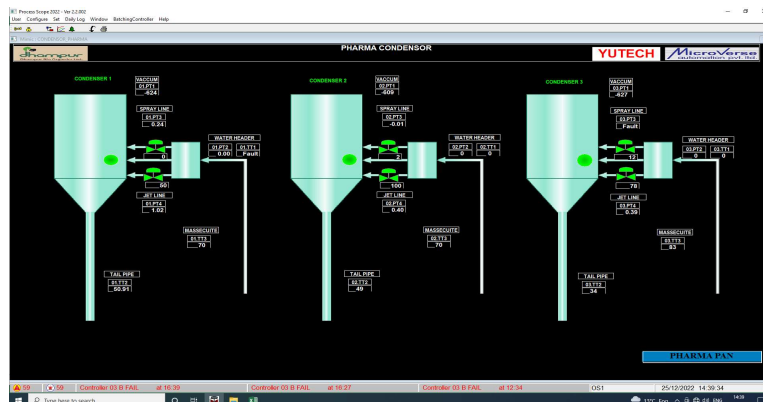 Process Scope 2022 - Ver 2.2.002
User Configure Set Daily Log Window BatchingController Help
Menu : CONDENSOR_PHARMA
dhampur
PHARMA CONDENSOR
YUTECH
MicroVerse
automation pvt. ltd.
CONDENSER 1
VACCUM
01.PT1
-624
SPRAY LINE
01.PT3
0.24
WATER HEADER
01.PT2 01.TT1
0.00 Fault
0
50
JET LINE
01.PT4
1.02
MASSECUITE
01.TT3
70
TAIL PIPE
01.TT2
50.91
CONDENSER 2
VACCUM
02.PT1
-609
SPRAY LINE
02.PT3
-0.01
WATER HEADER
02.PT2 02.TT1
0 0
2
100
JET LINE
02.PT4
0.40
MASSECUITE
02.TT3
70
TAIL PIPE
02.TT2
49
CONDENSER 3
VACCUM
03.PT1
-627
SPRAY LINE
03.PT3
Fault
WATER HEADER
03.PT2 03.TT1
0 0
12
78
JET LINE
03.PT4
0.39
MASSECUITE
03.TT3
83
TAIL PIPE
03.TT2
34
PHARMA PAN
59 59 Controller 03 B FAIL at 16:39 Controller 03 B FAIL at 16:27 Controller 03 B FAIL at 12:34 OS1 25/12/2022 14:39:34
Type here to search
ENG 14:39